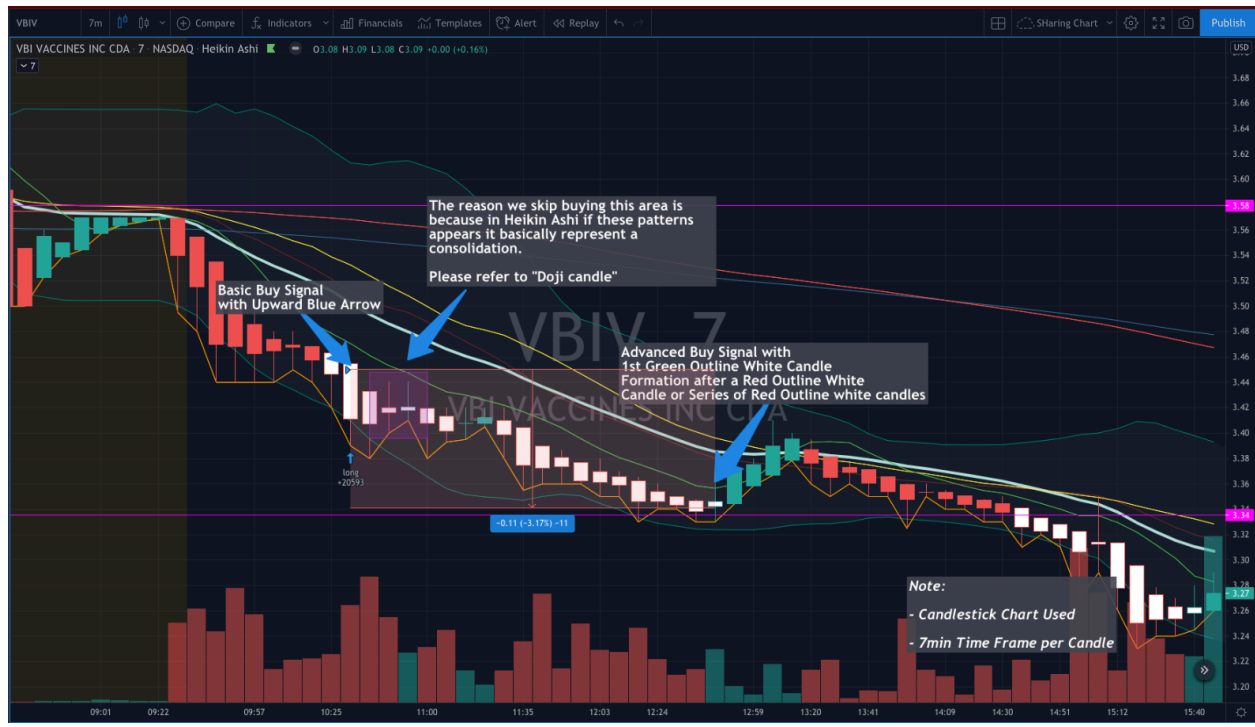 VBIV 7m Compare Indicators Financials Templates Alert Replay SHaring Chart Publish
VBI VACCINES INC CDA · 7 · NASDAQ · Heikin Ashi O3.08 H3.09 L3.08 C3.09 +0.00 (+0.16%)
USD
7
3.68
3.66
3.64
3.62
3.60
3.58
3.56
3.54
3.52
3.50
3.48
3.46
3.44
3.42
3.40
3.38
3.36
3.34
3.32
3.30
3.28
3.27
3.26
3.24
3.22
3.20
The reason we skip buying this area is
because in Heikin Ashi if these patterns
appears it basically represent a
consolidation.
Please refer to "Doji candle"
Basic Buy Signal
with Upward Blue Arrow
VBIV, 7
VBI VACCINES INC CDA
Advanced Buy Signal with
1st Green Outline White Candle
Formation after a Red Outline White
Candle or Series of Red Outline white candles
long
+20593
−0.11 (−3.17%) −11
Note:
- Candlestick Chart Used
- 7min Time Frame per Candle
09:01 09:22 09:57 10:25 11:00 11:35 12:03 12:24 12:59 13:20 13:41 14:09 14:30 14:51 15:12 15:40